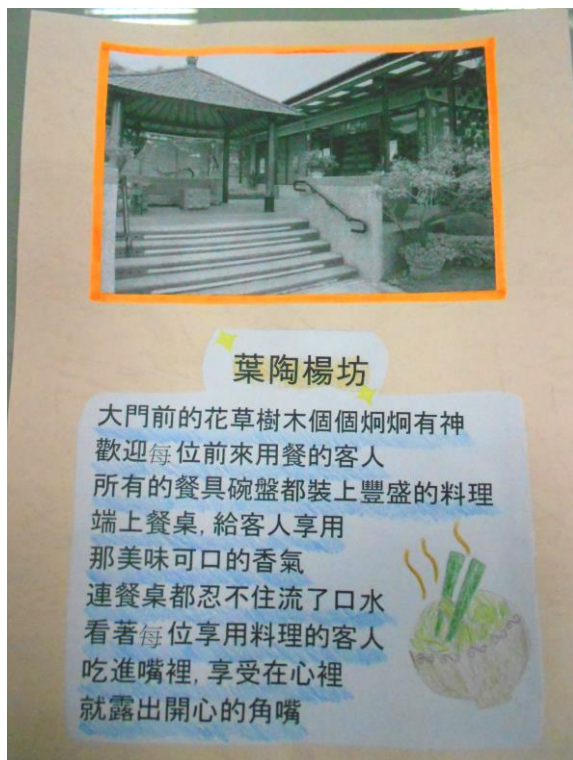 葉陶楊坊
大門前的花草樹木個個炯炯有神
歡迎每位前來用餐的客人
所有的餐具碗盤都裝上豐盛的料理
端上餐桌,給客人享用
那美味可口的香氣
連餐桌都忍不住流了口水
看著每位享用料理的客人
吃進嘴裡,享受在心裡
就露出開心的角嘴